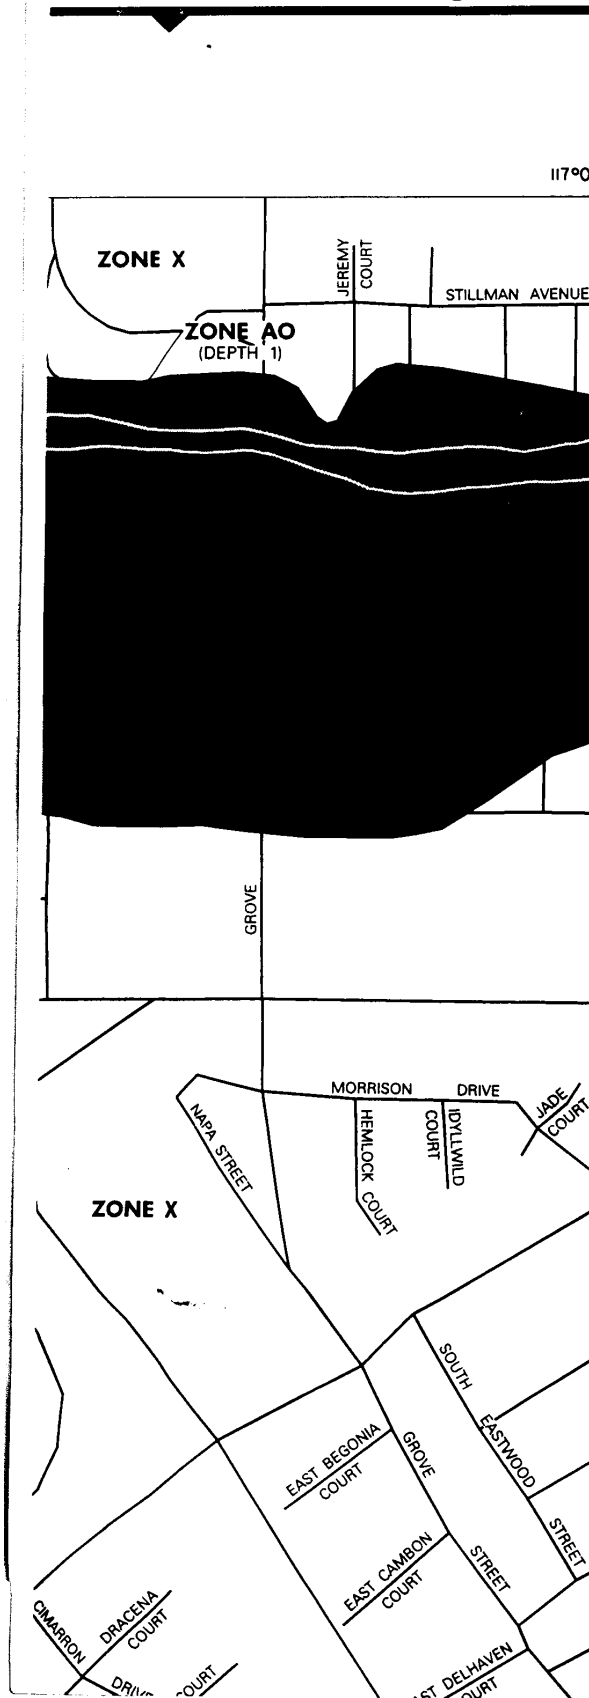 117°0
ZONE X
JEREMY
COURT
STILLMAN AVENUE
ZONE AO
(DEPTH 1)
GROVE
MORRISON DRIVE
JADE
COURT
NAPA STREET
HEMLOCK COURT
IDYLLWILD
COURT
ZONE X
SOUTH EASTWOOD STREET
GROVE STREET
EAST BEGONIA
COURT
EAST CAMBON
COURT
CIMARRON DRIVE
DRACENA
COURT
COURT
AST DELHAVEN
OURT